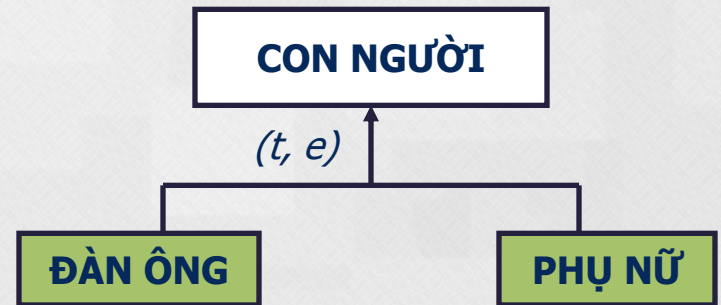 CON NGƯỜI
(t, e)
ĐÀN ÔNG
PHỤ NỮ